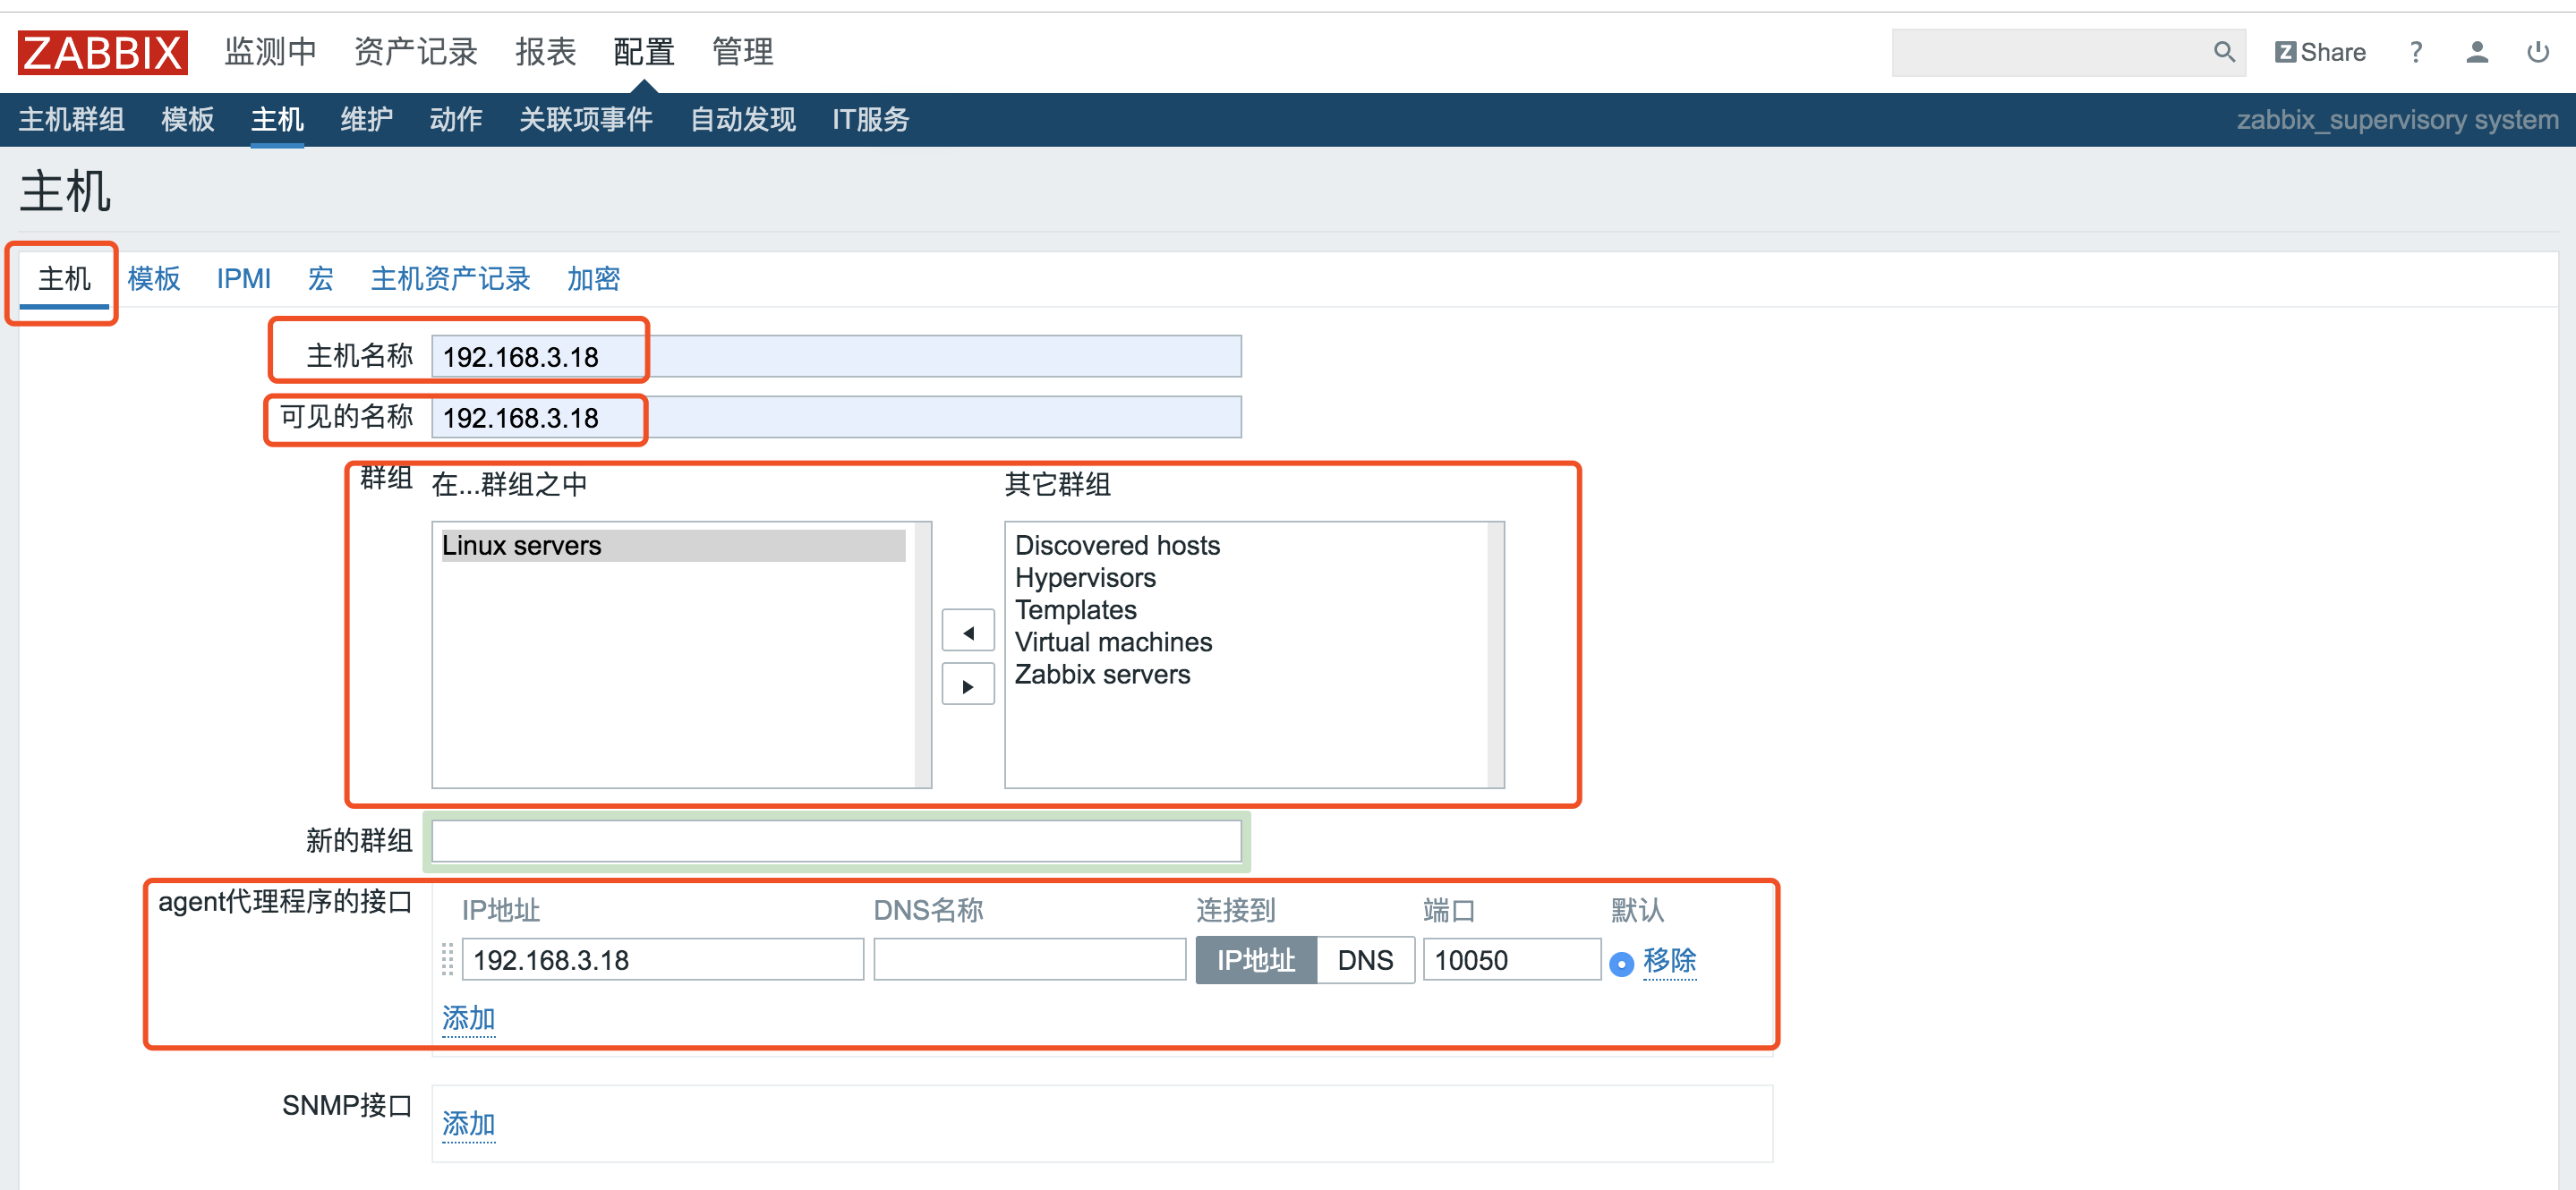 ZABBIX 监测中 资产记录 报表 配置 管理 Z Share ?
主机群组 模板 主机 维护 动作 关联项事件 自动发现 IT服务 zabbix_supervisory system
主机
主机 模板 IPMI 宏 主机资产记录 加密
主机名称 192.168.3.18
可见的名称 192.168.3.18
群组 在...群组之中 其它群组
Linux servers
Discovered hosts
Hypervisors
Templates
Virtual machines
Zabbix servers
新的群组
agent代理程序的接口 IP地址 DNS名称 连接到 端口 默认
192.168.3.18 IP地址 DNS 10050 移除
添加
SNMP接口
添加